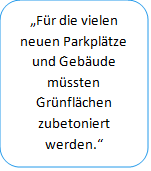 „Für die vielen
neuen Parkplätze
und Gebäude
müssten
Grünflächen
zubetoniert
werden.“